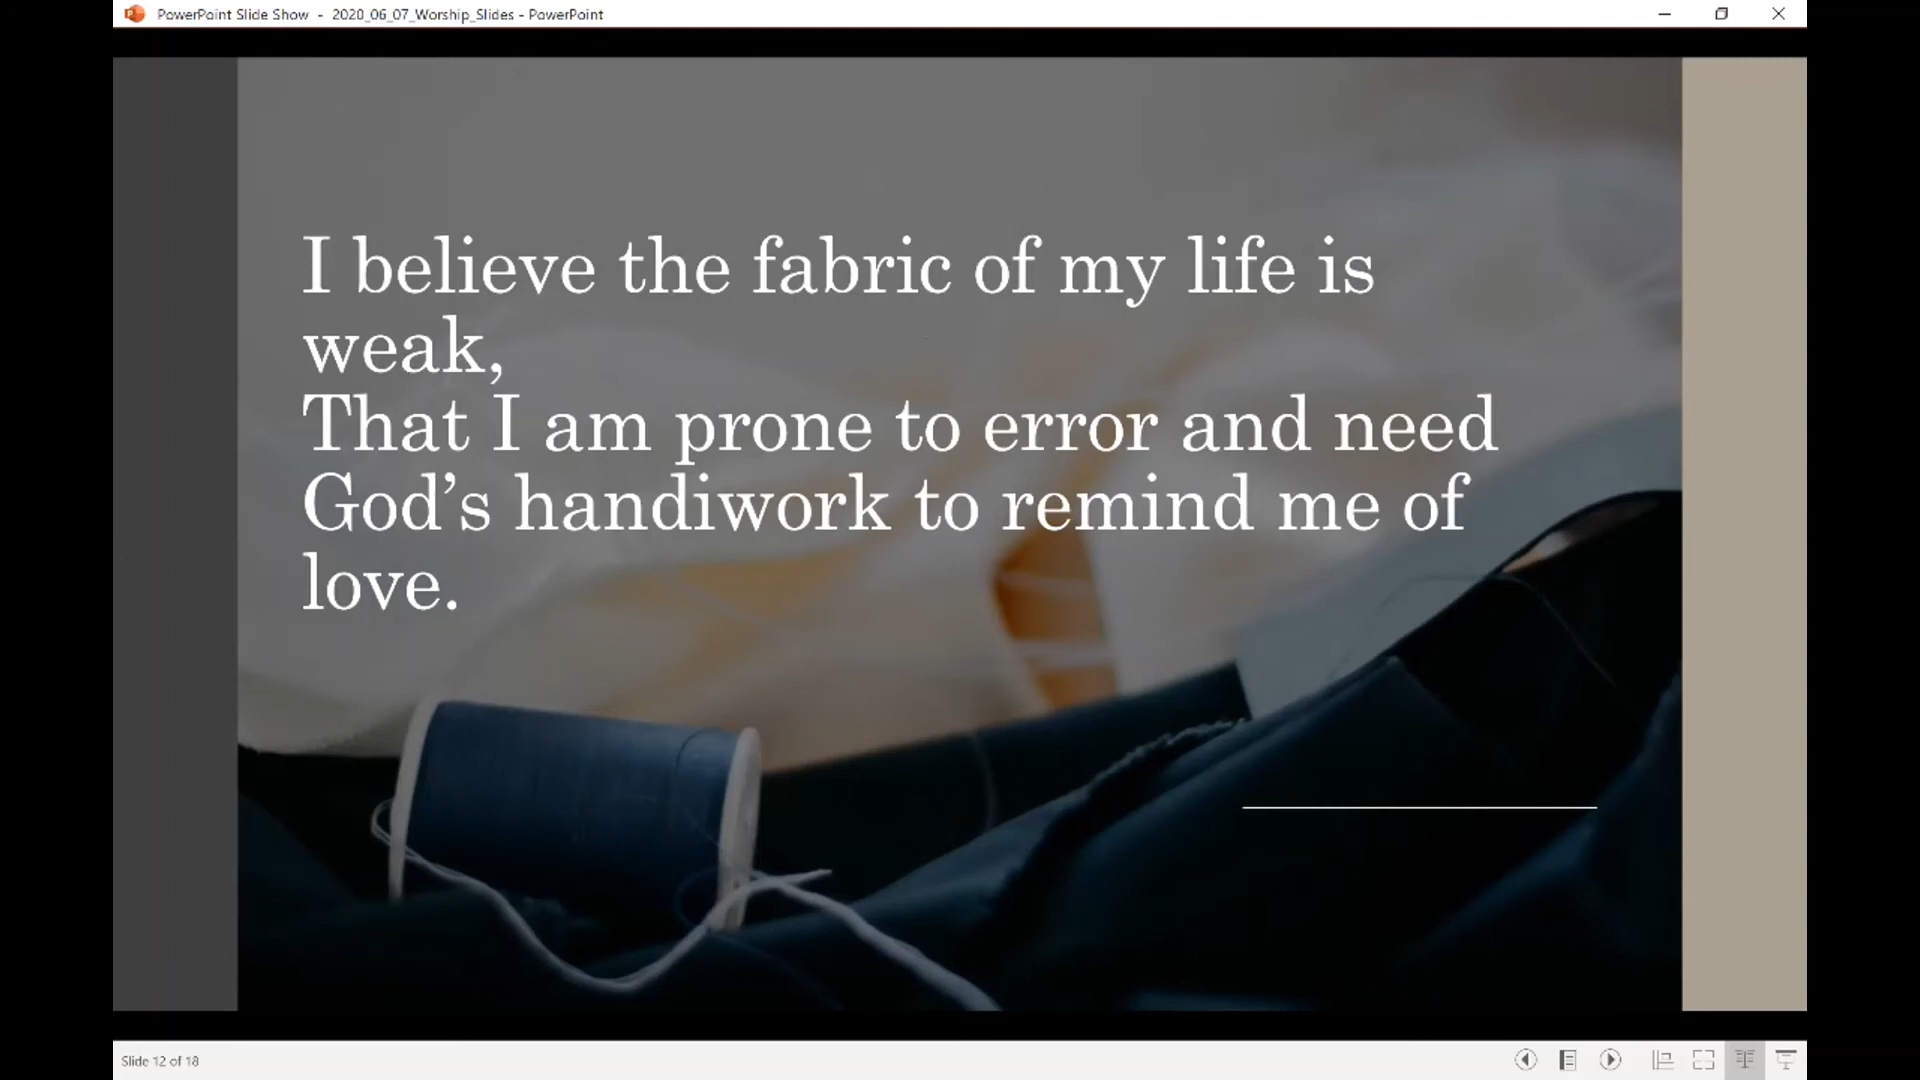 PowerPoint Slide Show - 2020_06_07_Worship_Slides - PowerPoint
I believe the fabric of my life is
weak,
That I am prone to error and need
God’s handiwork to remind me of
love.
Slide 12 of 18